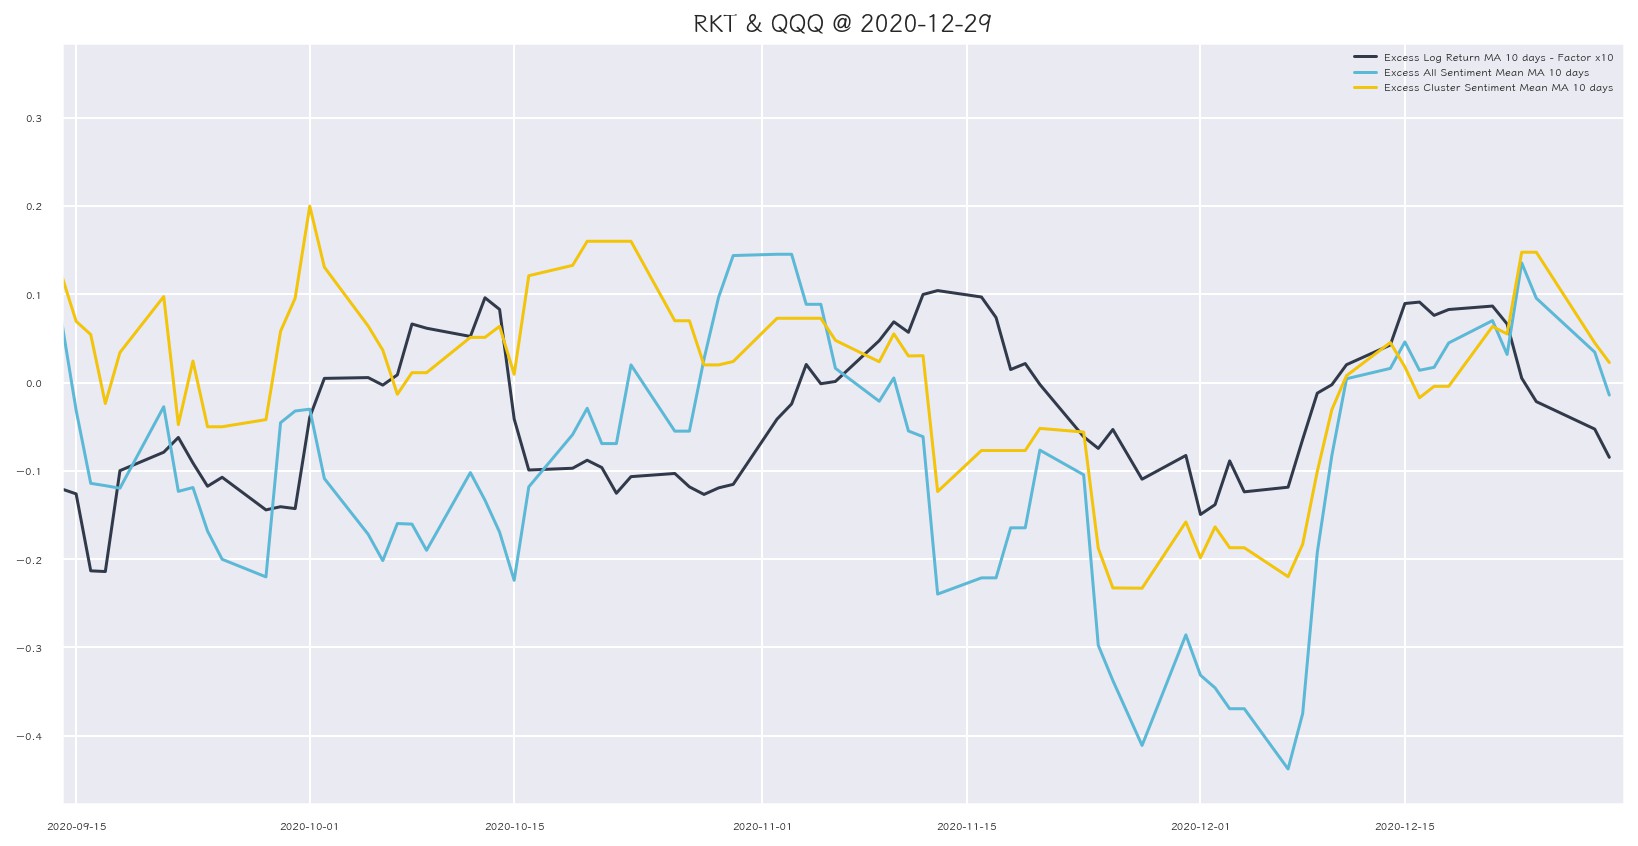 RKT & QQQ @ 2020-12-29
Excess Log Return MA 10 days - Factor x10
Excess All Sentiment Mean MA 10 days
Excess Cluster Sentiment Mean MA 10 days
0.3
0.2
0.1
0.0
−0.1
−0.2
−0.3
−0.4
2020-09-15 2020-10-01 2020-10-15 2020-11-01 2020-11-15 2020-12-01 2020-12-15